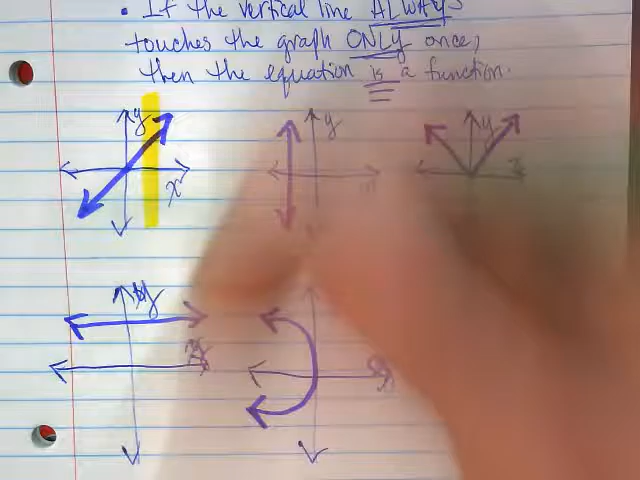 • If the vertical line ALWAYS
touches the graph ONLY once,
then the equation is a function.
y
y
y
x
x
y